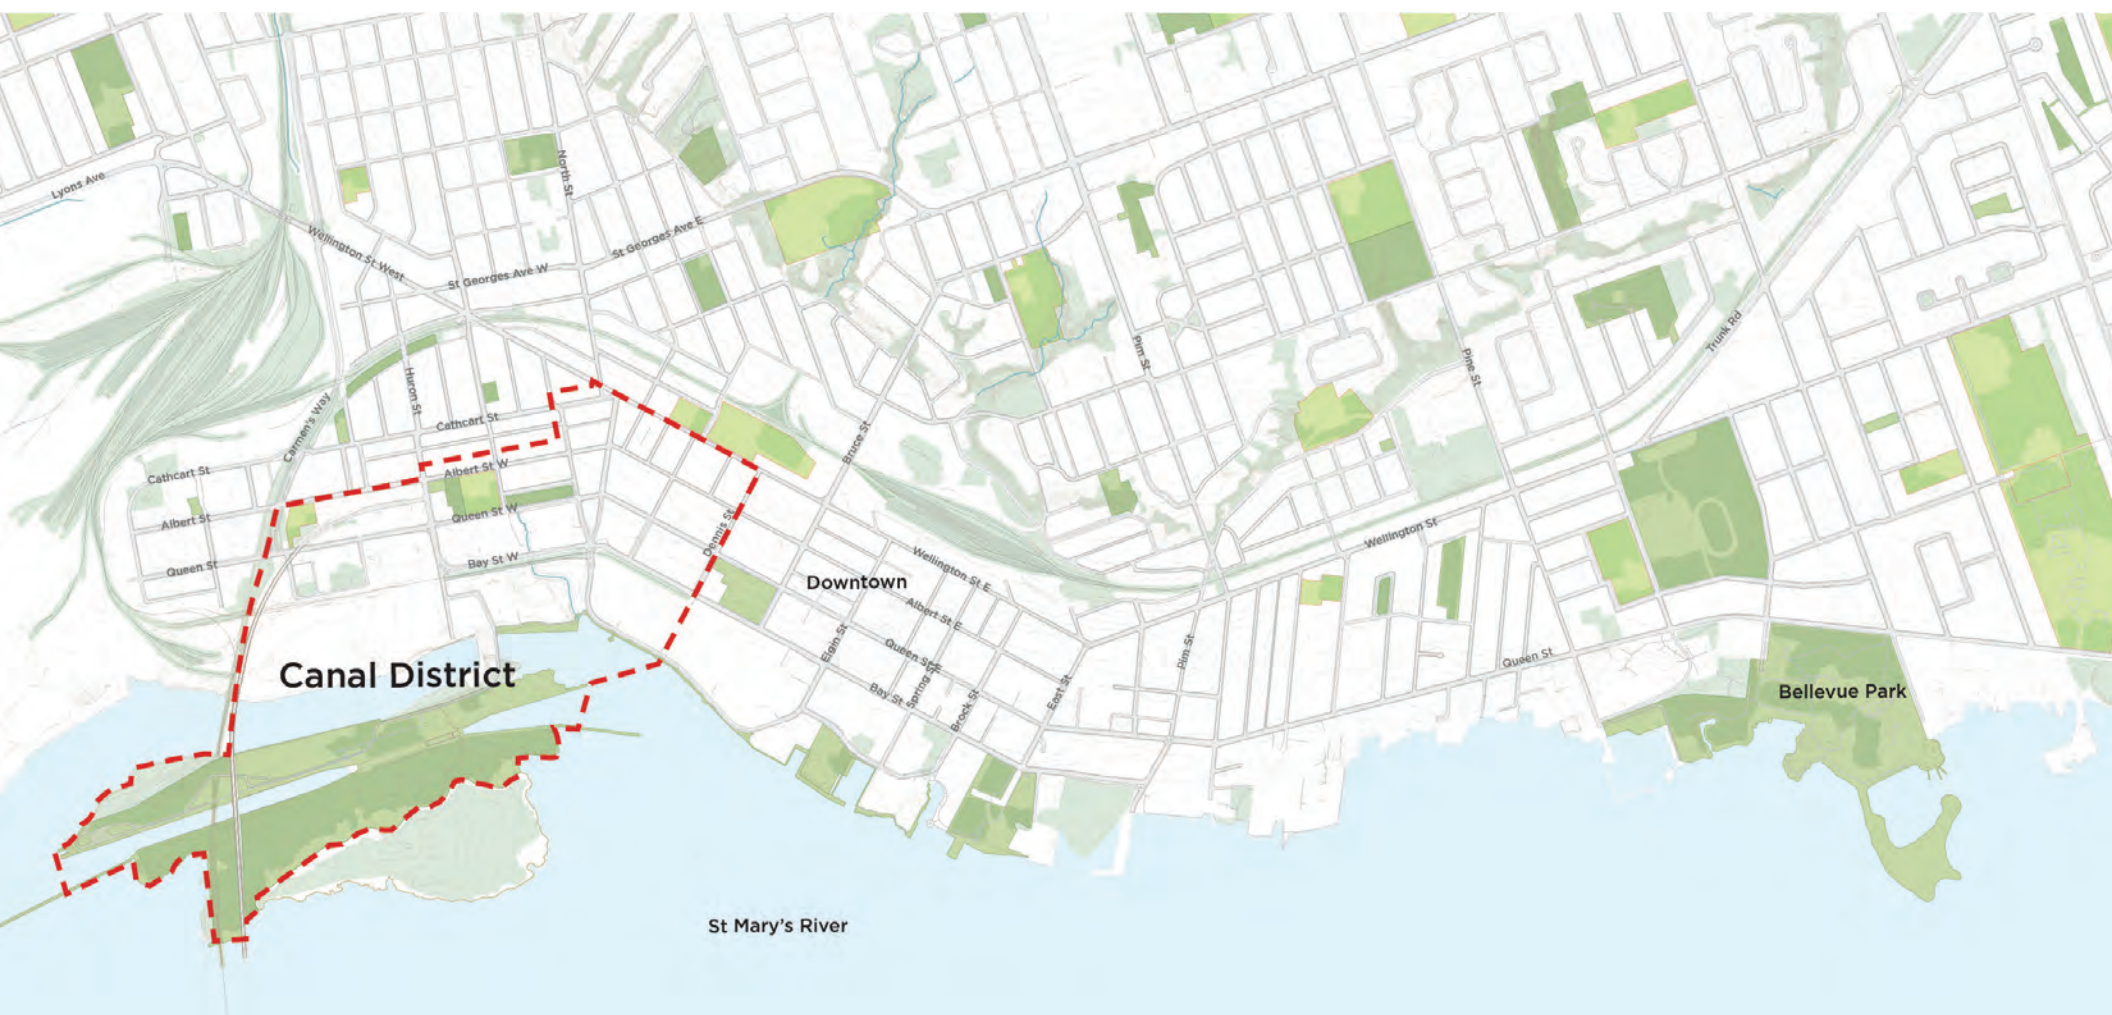 Lyons Ave
North St
Wellington St West
St Georges Ave W
St Georges Ave E
Huron St
Carmen's Way
Cathcart St
Cathcart St
Albert St W
Albert St
Queen St W
Queen St
Bay St W
Dennis St
Bruce St
Pim St
Pine St
Trunk Rd
Wellington St
Downtown
Wellington St E
Albert St E
Elgin St
Queen St E
Spring St
Bay St
Brock St
East St
Pim St
Queen St
Canal District
Bellevue Park
St Mary's River